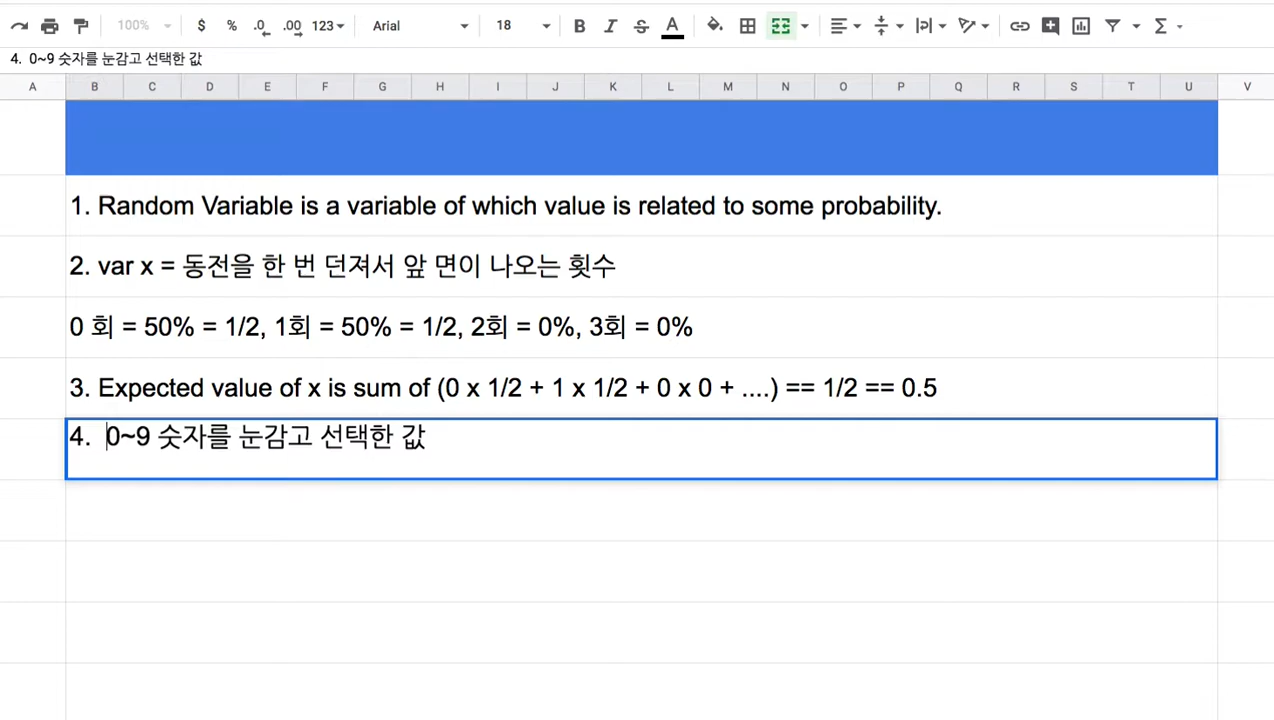 100% $ % .0 .00 123 Arial 18 B I S A
4. 0~9 숫자를 눈감고 선택한 값
A B C D E F G H I J K L M N O P Q R S T U V
1. Random Variable is a variable of which value is related to some probability.
2. var x = 동전을 한 번 던져서 앞 면이 나오는 횟수
0 회 = 50% = 1/2, 1회 = 50% = 1/2, 2회 = 0%, 3회 = 0%
3. Expected value of x is sum of (0 x 1/2 + 1 x 1/2 + 0 x 0 + ....) == 1/2 == 0.5
4. 0~9 숫자를 눈감고 선택한 값